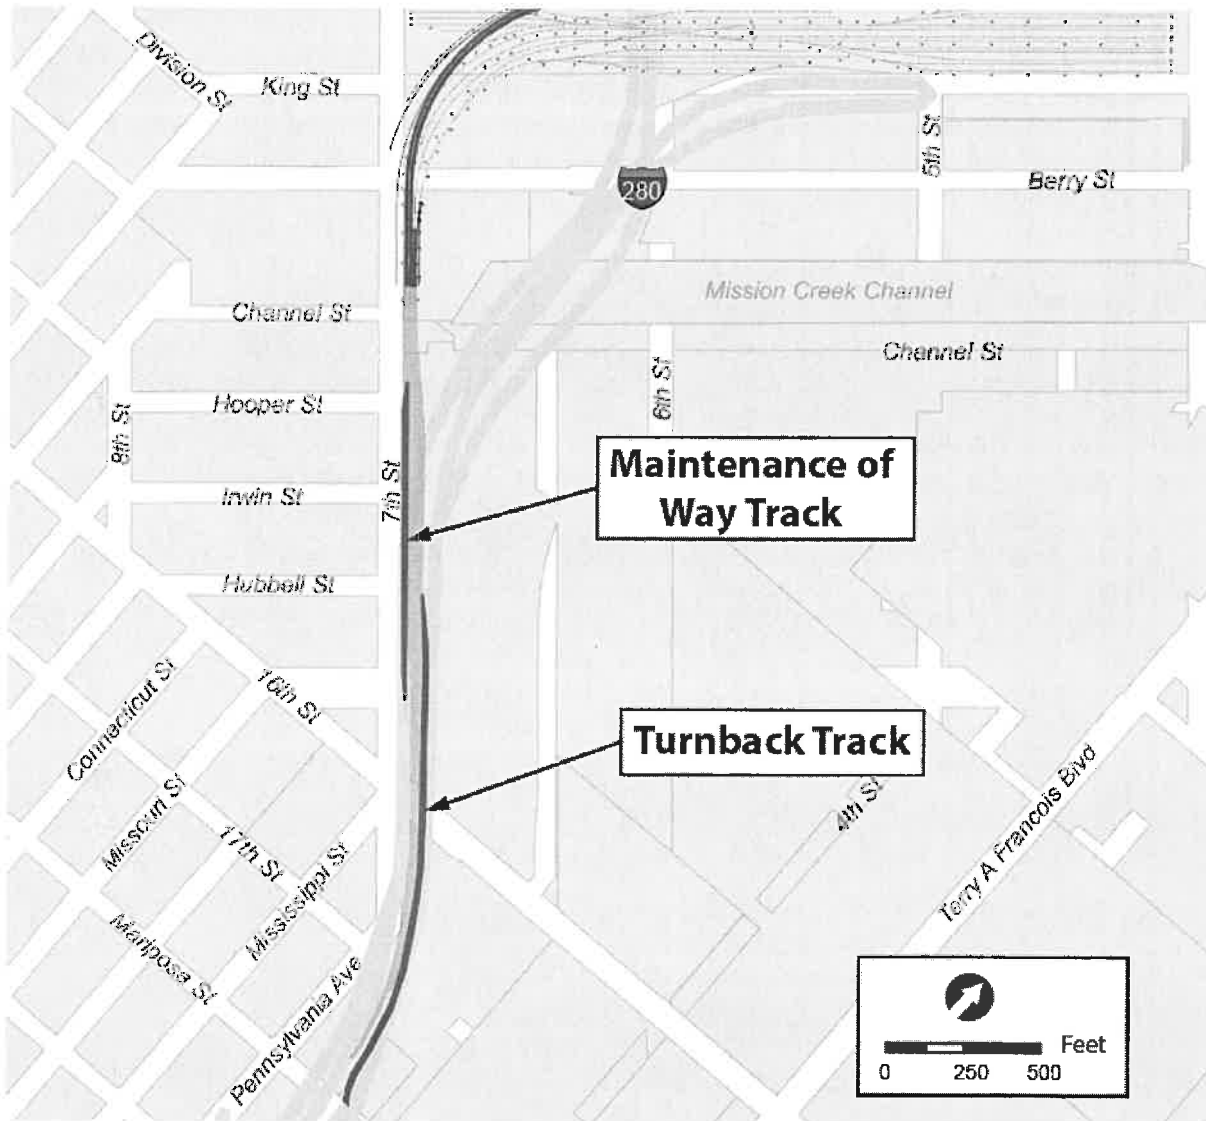 Division St
King St
280
5th St
Berry St
Mission Creek Channel
Channel St
Channel St
6th St
Hooper St
8th St
7th St
Irwin St
Hubbell St
Maintenance of
Way Track
16th St
Connecticut St
Turnback Track
Missouri St
17th St
Mississippi St
4th St
Terry A Francois Blvd
Mariposa St
Pennsylvania Ave
Feet
0 250 500